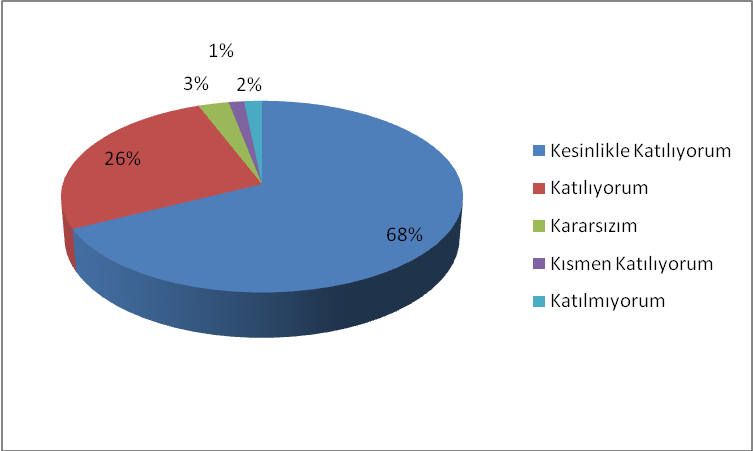 1%
3%
2%
26%
68%
Kesinlikle Katılıyorum
Katılıyorum
Kararsızım
Kısmen Katılıyorum
Katılmıyorum